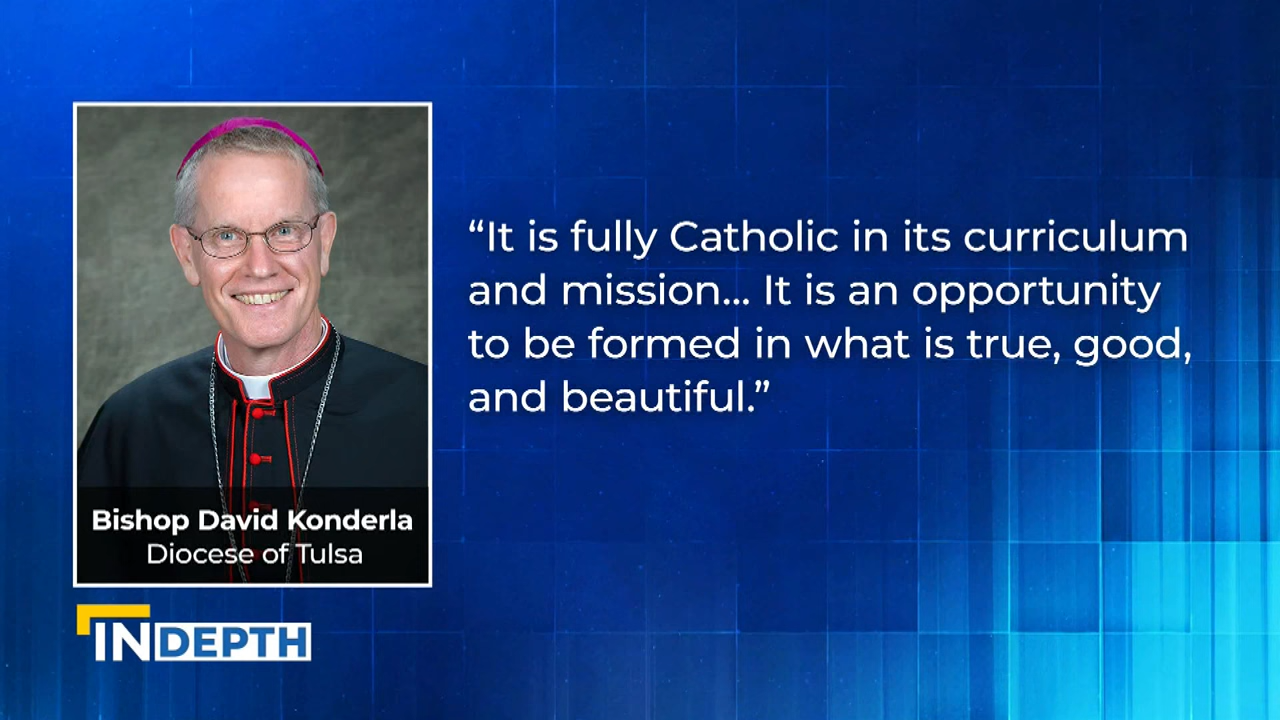 “It is fully Catholic in its curriculum
and mission... It is an opportunity
to be formed in what is true, good,
and beautiful.”
Bishop David Konderla
Diocese of Tulsa
INDEPTH